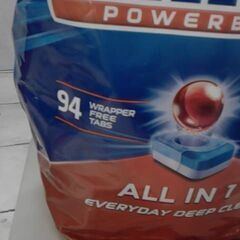 POWERE
94 WRAPPER
FREE
TABS
ALL IN 1
EVERYDAY DEEP CLE